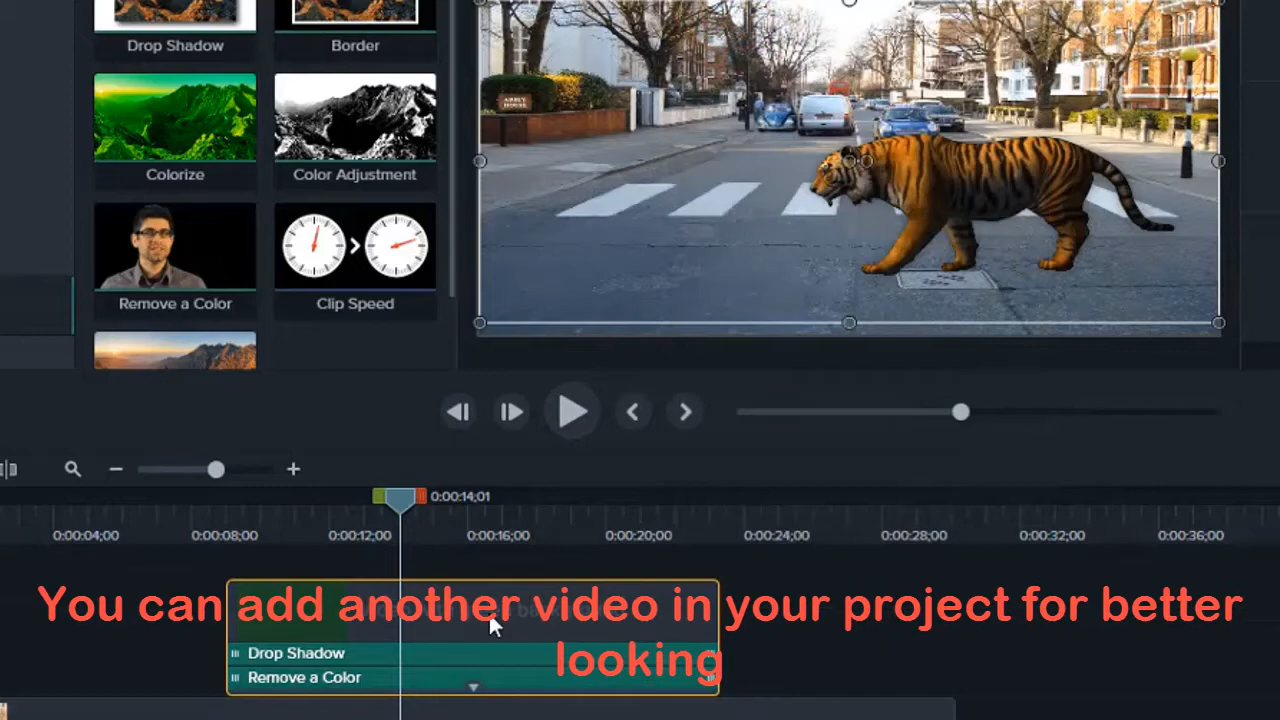 Drop Shadow
Border
Colorize
Color Adjustment
Remove a Color
Clip Speed
0:00:14;01
0:00:04;00
0:00:08;00
0:00:12;00
0:00:16;00
0:00:20;00
0:00:24;00
0:00:28;00
0:00:32;00
0:00:36;00
You can add another video in your project for better
looking
Drop Shadow
Remove a Color